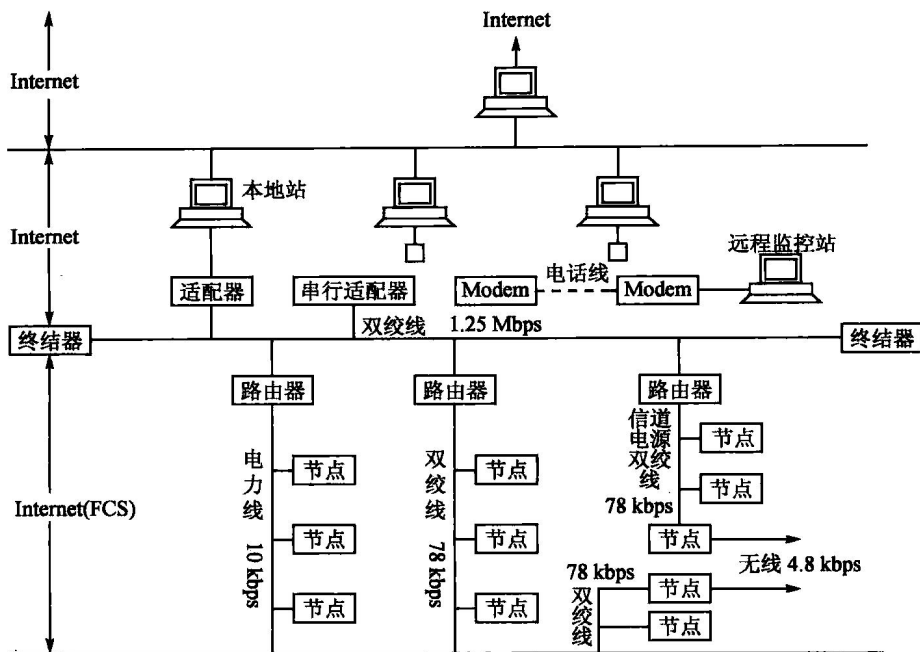 Internet
Internet
本地站
Internet
远程监控站
电话线
适配器
串行适配器
Modem
Modem
双绞线 1.25 Mbps
终结器
终结器
路由器
路由器
路由器
信道
电源
双绞
线
78 kbps
节点
节点
节点
无线 4.8 kbps
Internet(FCS)
电力线 10 kbps
节点
节点
节点
双绞线 78 kbps
节点
节点
节点
78 kbps
双绞线
节点
节点